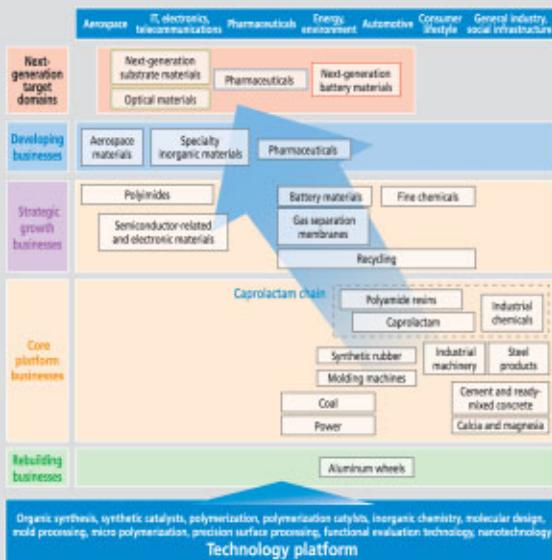 Aerospace
IT, electronics,
telecommunications
Pharmaceuticals
Energy,
environment
Automotive
Consumer
lifestyle
General industry,
social infrastructure
Next-
generation
target
domains
Next-generation
substrate materials
Optical materials
Pharmaceuticals
Next-generation
battery materials
Developing
businesses
Aerospace
materials
Specialty
inorganic materials
Pharmaceuticals
Strategic
growth
businesses
Polyimides
Semiconductor-related
and electronic materials
Battery materials
Fine chemicals
Gas separation
membranes
Recycling
Core
platform
businesses
Caprolactam chain
Polyamide resins
Caprolactam
Industrial
chemicals
Synthetic rubber
Industrial
machinery
Steel
products
Molding machines
Coal
Cement and ready-
mixed concrete
Power
Calcia and magnesia
Rebuilding
businesses
Aluminum wheels
Organic synthesis, synthetic catalysts, polymerization, polymerization catylsts, inorganic chemistry, molecular design,
mold processing, micro polymerization, precision surface processing, functional evaluation technology, nanotechnology
Technology platform